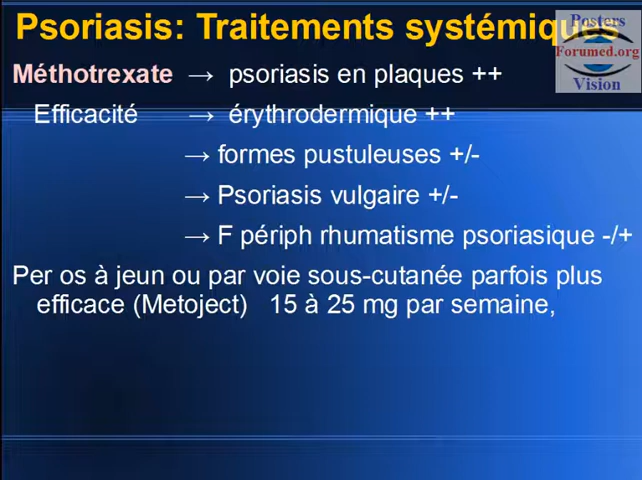 Psoriasis: Traitements systémiques
Posters
Forumed.org
Vision
Méthotrexate → psoriasis en plaques ++
Efficacité → érythrodermique ++
→ formes pustuleuses +/-
→ Psoriasis vulgaire +/-
→ F périph rhumatisme psoriasique -/+
Per os à jeun ou par voie sous-cutanée parfois plus
efficace (Metoject) 15 à 25 mg par semaine,